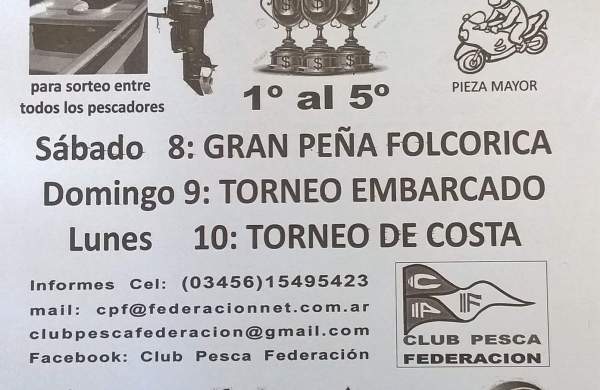 para sorteo entre
todos los pescadores
1º al 5º
PIEZA MAYOR
Sábado 8: GRAN PEÑA FOLCORICA
Domingo 9: TORNEO EMBARCADO
Lunes 10: TORNEO DE COSTA
Informes Cel: (03456)15495423
mail: cpf@federacionnet.com.ar
clubpescafederacion@gmail.com
Facebook: Club Pesca Federación
C P F
CLUB PESCA
FEDERACION